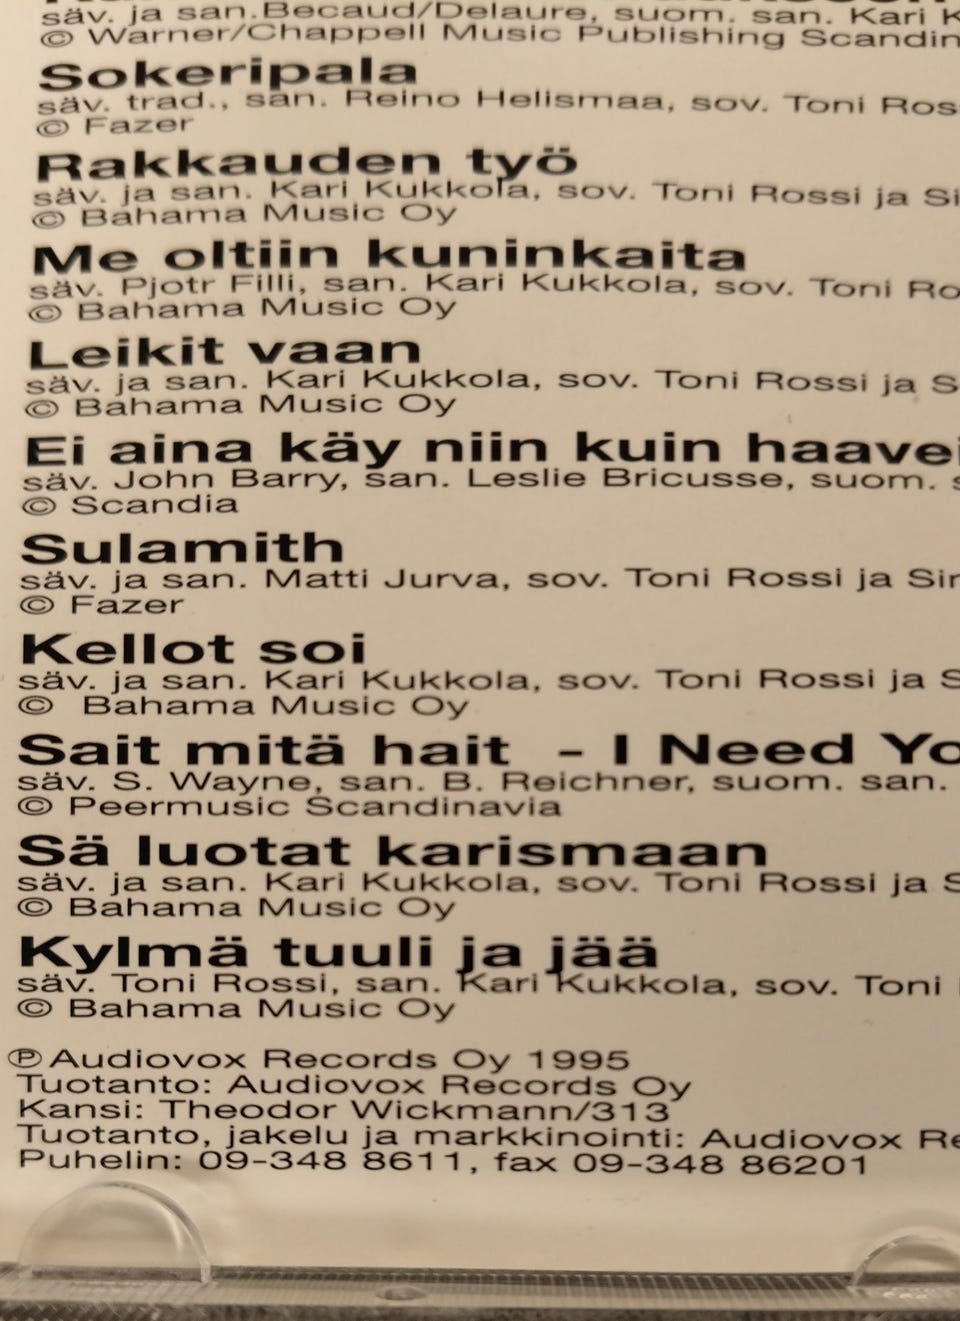 säv. ja san.Becaud/Delaure, suom. san. Kari
© Warner/Chappell Music Publishing
Sokeripala
säv. trad., san. Reino Helismaa, sov. Toni
© Fazer
Rakkauden työ
säv. ja san. Kari Kukkola, sov. Toni Rossi ja
© Bahama Music Oy
Me oltiin kuninkaita
säv. Pjotr Filli, san. Kari Kukkola, sov. Toni
© Bahama Music Oy
Leikit vaan
säv. ja san. Kari Kukkola, sov. Toni Rossi ja
© Bahama Music Oy
Ei aina käy niin kuin
säv. John Barry, san. Leslie Bricusse, suom.
© Scandia
Sulamith
säv. ja san. Matti Jurva, sov. Toni Rossi ja
© Fazer
Kellot soi
säv. ja san. Kari Kukkola, sov. Toni Rossi ja
© Bahama Music Oy
Sait mitä hait - I Need
säv. S. Wayne, san. B. Reichner, suom. san.
© Peermusic Scandinavia
Sä luotat karismaan
säv. ja san. Kari Kukkola, sov. Toni Rossi ja
© Bahama Music Oy
Kylmä tuuli ja jää
säv. Toni Rossi, san. Kari Kukkola, sov. Toni
© Bahama Music Oy
℗ Audiovox Records Oy 1995
Tuotanto: Audiovox Records Oy
Kansi: Theodor Wickmann/313
Tuotanto, jakelu ja markkinointi: Audiovox
Puhelin: 09-348 8611, fax 09-348 86201